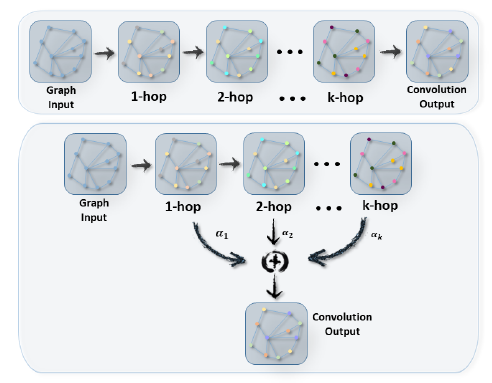 Graph
Input
1-hop
2-hop
k-hop
Convolution
Output
Graph
Input
1-hop
2-hop
k-hop
α1
α2
αk
Convolution
Output